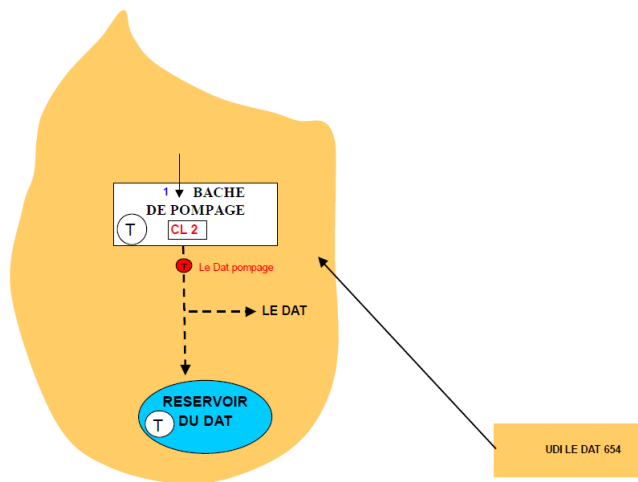 1 BACHE
DE POMPAGE
T CL 2
T Le Dat pompage
LE DAT
RESERVOIR
T DU DAT
UDI LE DAT 654